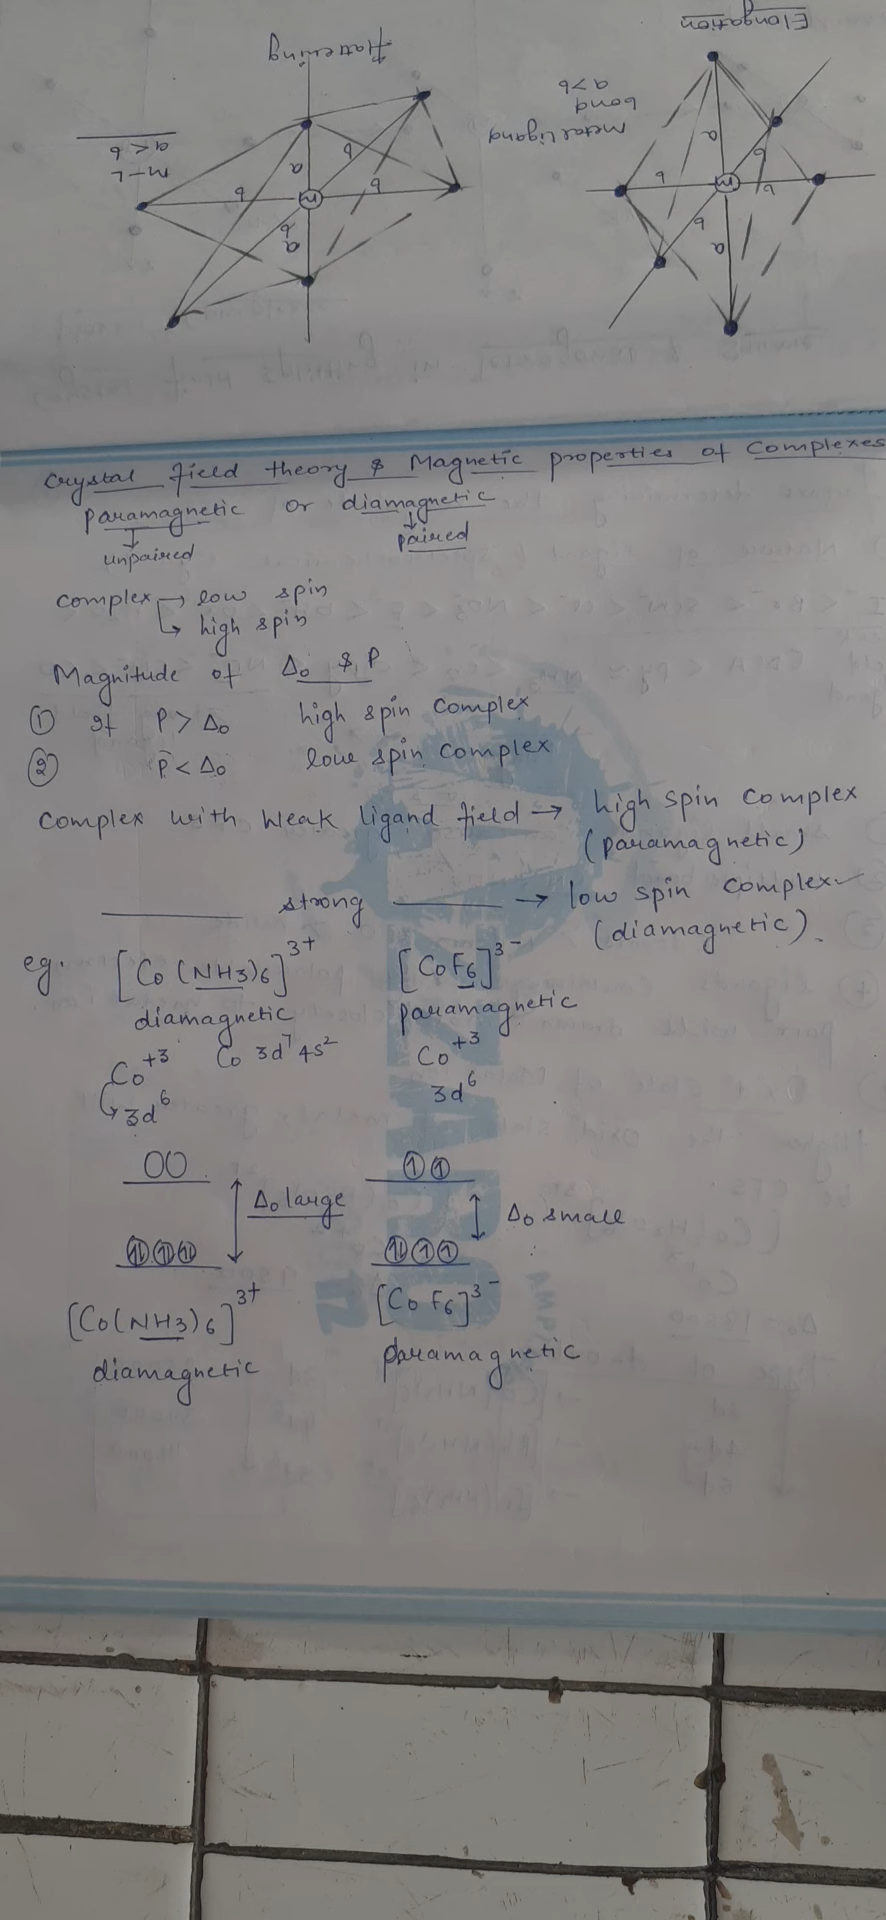 Elongation
flattening
metal ligand
bond
a>b
M-L
a<b
a
b
b
b
b
a
M
a
b
b
b
b
a
M
Crystal field theory & Magnetic properties of Complexes
Paramagnetic or diamagnetic
unpaired paired
Complex → low spin
↳ high spin
Magnitude of Δo & P
① If P > Δo high spin complex
② P < Δo low spin complex
Complex with weak ligand field → high spin complex
(paramagnetic)
strong → low spin complex
(diamagnetic).
eg. [Co(NH3)6]3+ [CoF6]3-
diamagnetic paramagnetic
Co+3 Co 3d7 4s2 Co+3
↳ 3d6 3d6
Δo large Δo small
[Co(NH3)6]3+ [CoF6]3-
diamagnetic paramagnetic